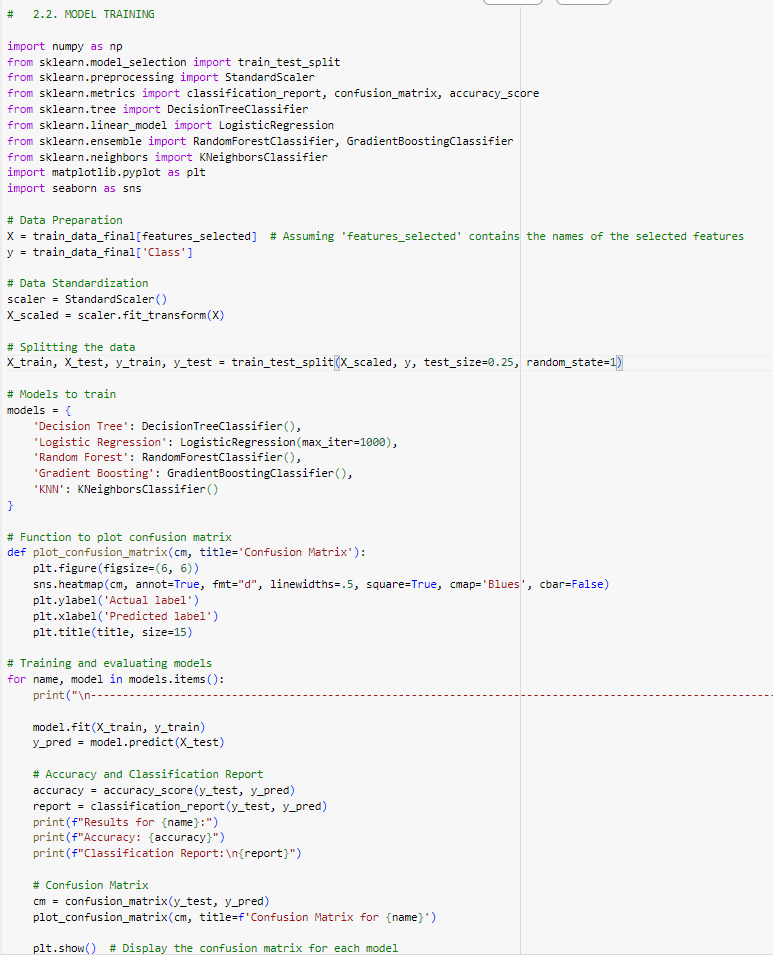 #   2.2. MODEL TRAINING

import numpy as np
from sklearn.model_selection import train_test_split
from sklearn.preprocessing import StandardScaler
from sklearn.metrics import classification_report, confusion_matrix, accuracy_score
from sklearn.tree import DecisionTreeClassifier
from sklearn.linear_model import LogisticRegression
from sklearn.ensemble import RandomForestClassifier, GradientBoostingClassifier
from sklearn.neighbors import KNeighborsClassifier
import matplotlib.pyplot as plt
import seaborn as sns

# Data Preparation
X = train_data_final[features_selected]  # Assuming 'features_selected' contains the names of the selected features
y = train_data_final['Class']

# Data Standardization
scaler = StandardScaler()
X_scaled = scaler.fit_transform(X)

# Splitting the data
X_train, X_test, y_train, y_test = train_test_split(X_scaled, y, test_size=0.25, random_state=1)

# Models to train
models = {
    'Decision Tree': DecisionTreeClassifier(),
    'Logistic Regression': LogisticRegression(max_iter=1000),
    'Random Forest': RandomForestClassifier(),
    'Gradient Boosting': GradientBoostingClassifier(),
    'KNN': KNeighborsClassifier()
}

# Function to plot confusion matrix
def plot_confusion_matrix(cm, title='Confusion Matrix'):
    plt.figure(figsize=(6, 6))
    sns.heatmap(cm, annot=True, fmt="d", linewidths=.5, square=True, cmap='Blues', cbar=False)
    plt.ylabel('Actual label')
    plt.xlabel('Predicted label')
    plt.title(title, size=15)

# Training and evaluating models
for name, model in models.items():
    print("\n----------------------------------------------------------------------------------------------------------

    model.fit(X_train, y_train)
    y_pred = model.predict(X_test)

    # Accuracy and Classification Report
    accuracy = accuracy_score(y_test, y_pred)
    report = classification_report(y_test, y_pred)
    print(f"Results for {name}:")
    print(f"Accuracy: {accuracy}")
    print(f"Classification Report:\n{report}")

    # Confusion Matrix
    cm = confusion_matrix(y_test, y_pred)
    plot_confusion_matrix(cm, title=f'Confusion Matrix for {name}')

    plt.show()  # Display the confusion matrix for each model